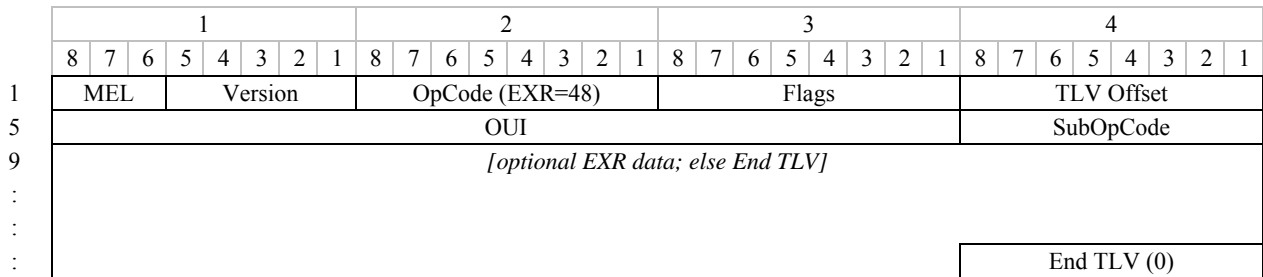 1 2 3 4
8 7 6 5 4 3 2 1 8 7 6 5 4 3 2 1 8 7 6 5 4 3 2 1 8 7 6 5 4 3 2 1
1 MEL Version OpCode (EXR=48) Flags TLV Offset
5 OUI SubOpCode
9 [optional EXR data; else End TLV]
:
:
: End TLV (0)